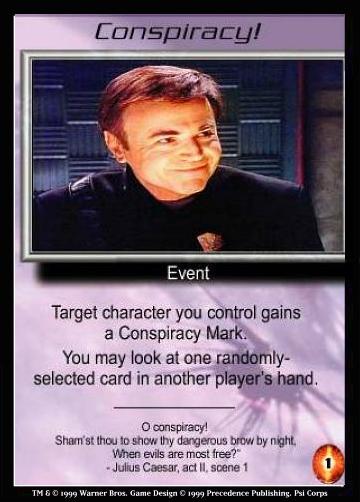 Conspiracy!
Event
Target character you control gains
a Conspiracy Mark.
You may look at one randomly-
selected card in another player's hand.
O conspiracy!
Sham'st thou to show thy dangerous brow by night,
When evils are most free?"
- Julius Caesar, act II, scene 1
1
TM & © 1999 Warner Bros. Game Design © 1999 Precedence Publishing. Psi Corps